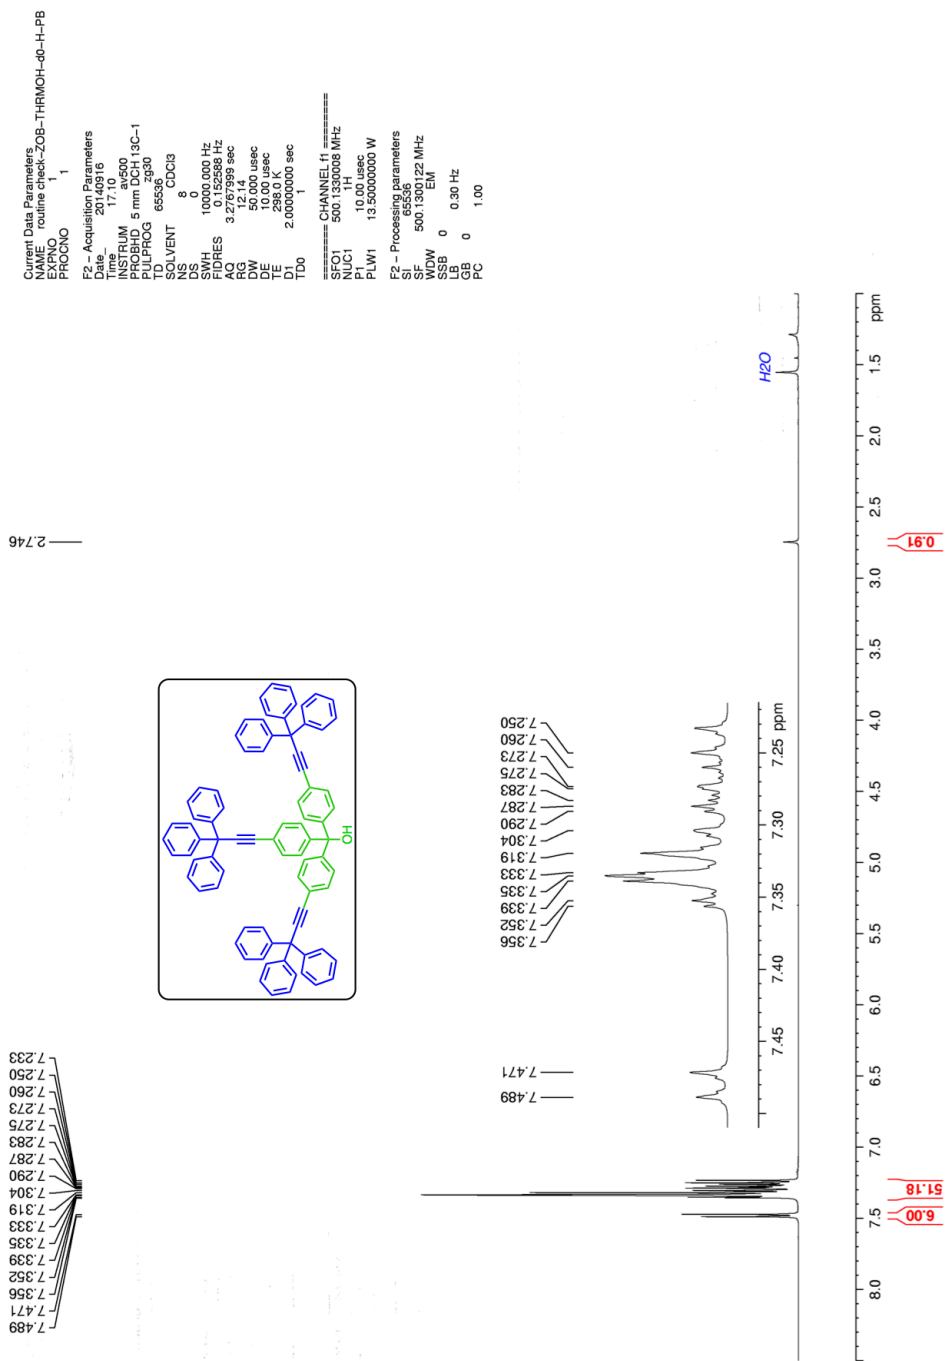 Current Data Parameters
NAME routine check-ZOB-THRMOH-d0-H-PB
EXPNO 1
PROCNO 1
F2 - Acquisition Parameters
Date_ 20140916
Time 17.10
INSTRUM av500
PROBHD 5 mm DCH 13C-1
PULPROG zg30
TD 65536
SOLVENT CDCl3
NS 8
DS 0
SWH 10000.000 Hz
FIDRES 0.152588 Hz
AQ 3.2767999 sec
RG 12.14
DW 50.000 usec
DE 10.00 usec
TE 298.0 K
D1 2.00000000 sec
TD0 1
======== CHANNEL f1 ========
SFO1 500.1330008 MHz
NUC1 1H
P1 10.00 usec
PLW1 13.50000000 W
F2 - Processing parameters
SI 65536
SF 500.1300122 MHz
WDW EM
SSB 0
LB 0.30 Hz
GB 0
PC 1.00
7.489
7.471
7.356
7.352
7.339
7.335
7.333
7.319
7.304
7.290
7.287
7.283
7.275
7.273
7.260
7.250
7.233
2.746
OH
7.489
7.471
7.356
7.352
7.339
7.335
7.333
7.319
7.304
7.290
7.287
7.283
7.275
7.273
7.260
7.250
7.45
7.40
7.35
7.30
7.25
ppm
H2O
8.0
7.5
7.0
6.5
6.0
5.5
5.0
4.5
4.0
3.5
3.0
2.5
2.0
1.5
ppm
6.00
51.18
0.91